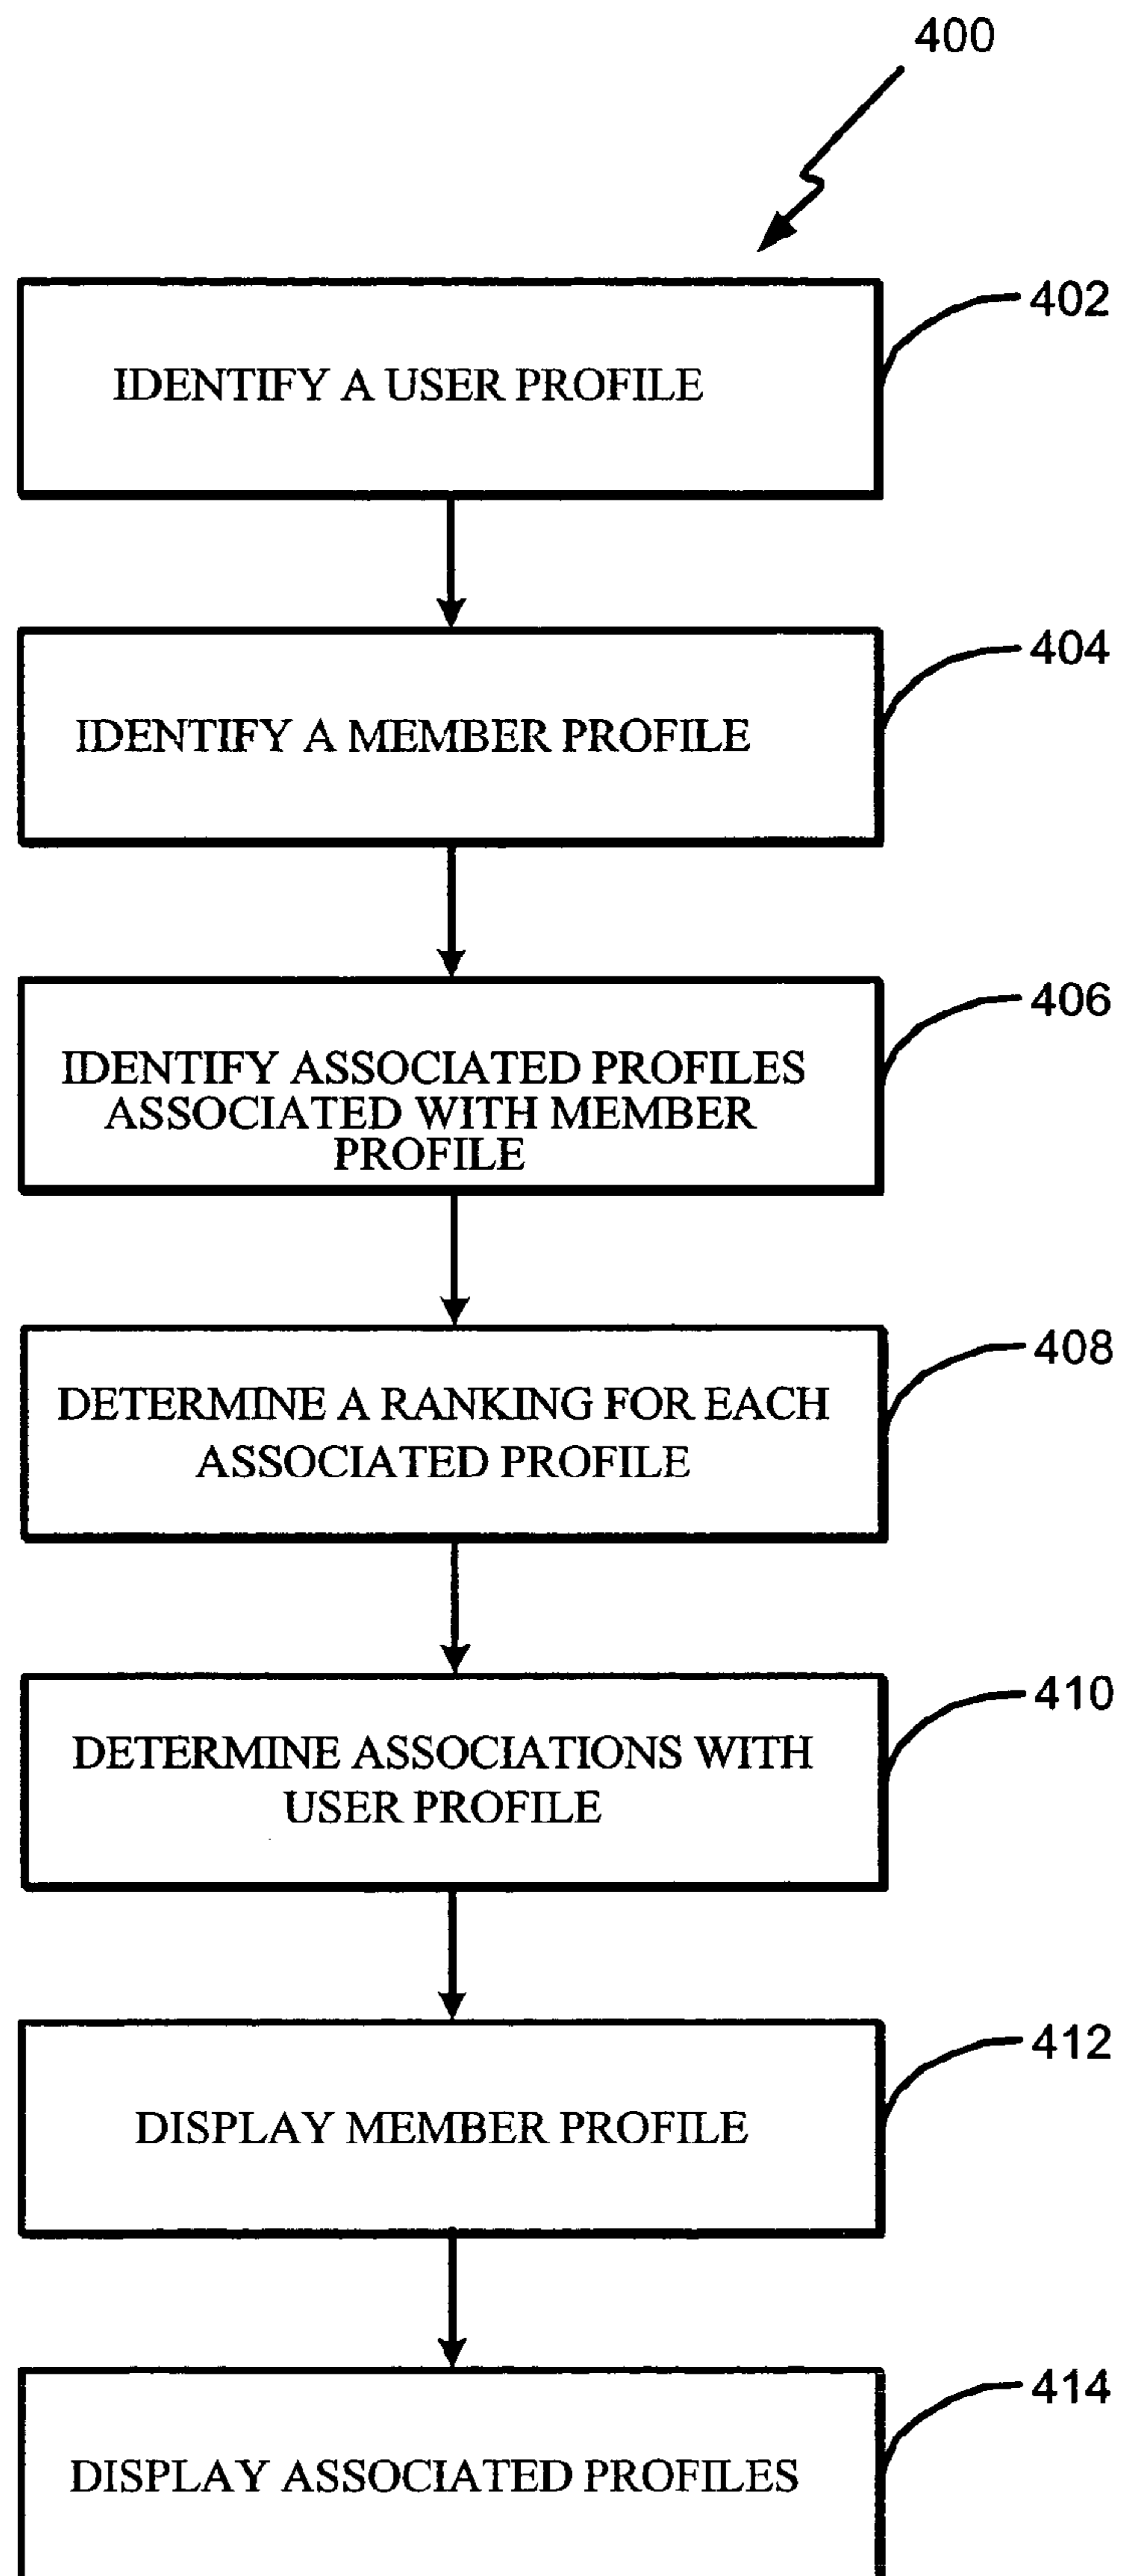 400
402
IDENTIFY A USER PROFILE
404
IDENTIFY A MEMBER PROFILE
406
IDENTIFY ASSOCIATED PROFILES
ASSOCIATED WITH MEMBER
PROFILE
408
DETERMINE A RANKING FOR EACH
ASSOCIATED PROFILE
410
DETERMINE ASSOCIATIONS WITH
USER PROFILE
412
DISPLAY MEMBER PROFILE
414
DISPLAY ASSOCIATED PROFILES